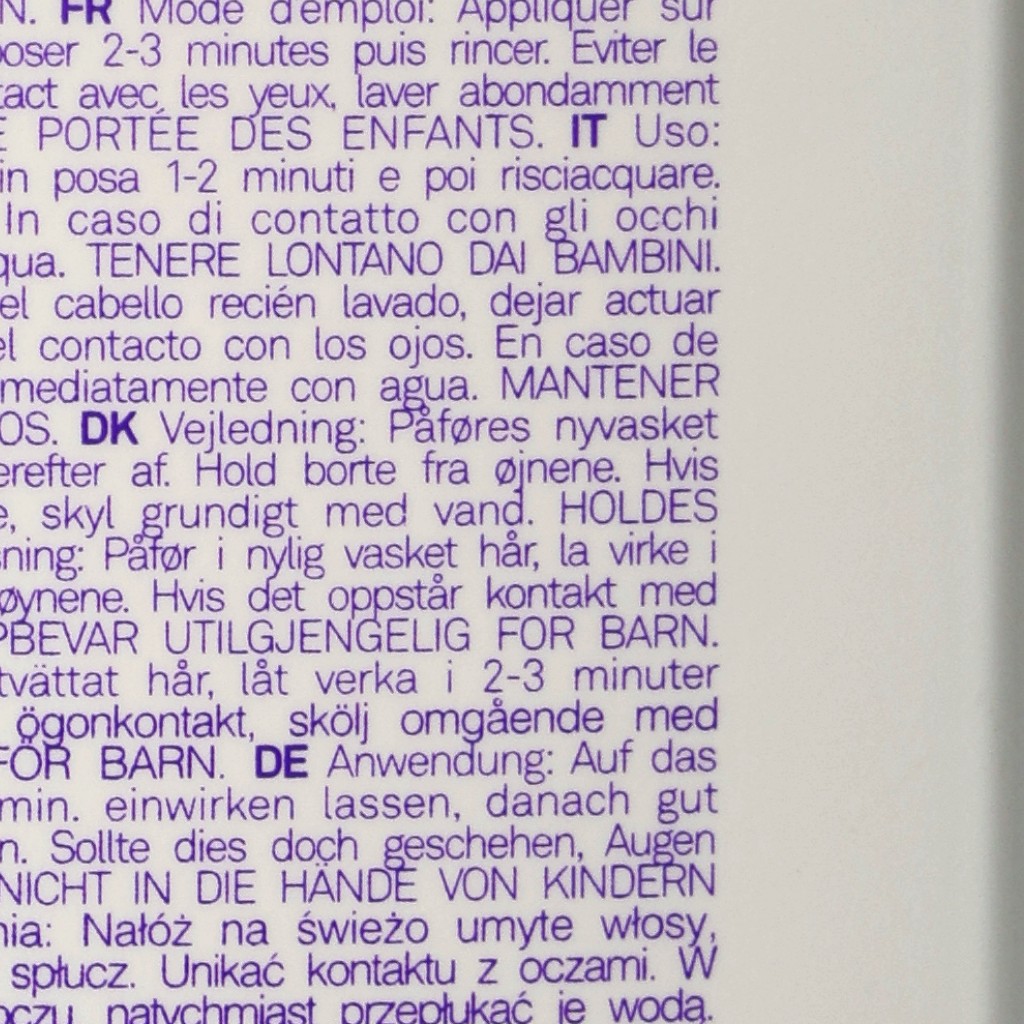 N. FR Mode d'emploi: Appliquer sur
poser 2-3 minutes puis rincer. Eviter le
tact avec les yeux, laver abondamment
E PORTÉE DES ENFANTS. IT Uso:
in posa 1-2 minuti e poi risciacquare.
In caso di contatto con gli occhi
qua. TENERE LONTANO DAI BAMBINI.
el cabello recién lavado, dejar actuar
el contacto con los ojos. En caso de
mediatamente con agua. MANTENER
OS. DK Vejledning: Påføres nyvasket
erefter af. Hold borte fra øjnene. Hvis
e, skyl grundigt med vand. HOLDES
ning: Påfør i nylig vasket hår, la virke i
øynene. Hvis det oppstår kontakt med
PBEVAR UTILGJENGELIG FOR BARN.
tvättat hår, låt verka i 2-3 minuter
ögonkontakt, skölj omgående med
FÖR BARN. DE Anwendung: Auf das
min. einwirken lassen, danach gut
n. Sollte dies doch geschehen, Augen
NICHT IN DIE HÄNDE VON KINDERN
nia: Nałóż na świeżo umyte włosy,
spłucz. Unikać kontaktu z oczami. W
oczu, natychmiast przepłukać je wodą.